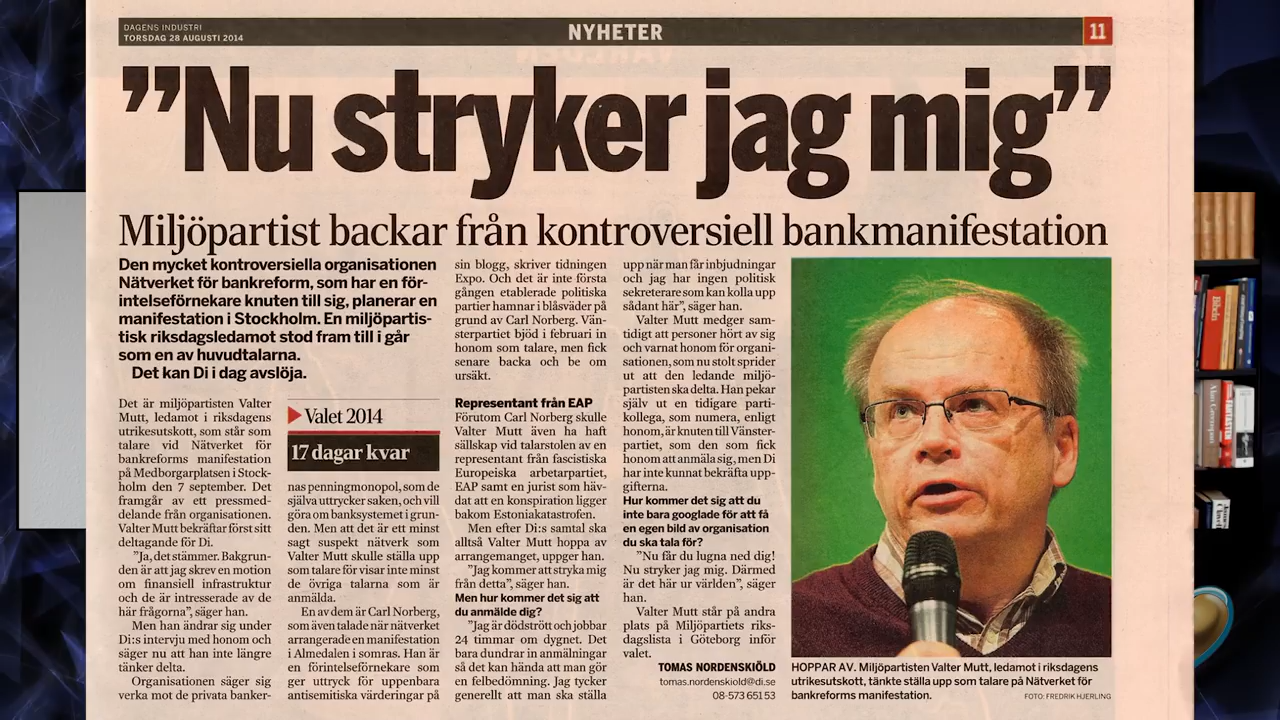 DAGENS INDUSTRI
TORSDAG 28 AUGUSTI 2014
NYHETER
11
”Nu stryker jag mig”
Miljöpartist backar från kontroversiell bankmanifestation
Den mycket kontroversiella organisationen
Nätverket för bankreform, som har en för-
intelseförnekare knuten till sig, planerar en
manifestation i Stockholm. En miljöpartis-
tisk riksdagsledamot stod fram till i går
som en av huvudtalarna.
Det kan Di i dag avslöja.
Det är miljöpartisten Valter
Mutt, ledamot i riksdagens
utrikesutskott, som står som
talare vid Nätverket för
bankreforms manifestation
på Medborgarplatsen i Stock-
holm den 7 september. Det
framgår av ett pressmed-
delande från organisationen.
Valter Mutt bekräftar först sitt
deltagande för Di.
”Ja, det stämmer. Bakgrun-
den är att jag skrev en motion
om finansiell infrastruktur
och de är intresserade av de
här frågorna”, säger han.
Men han ändrar sig under
Di:s intervju med honom och
säger nu att han inte längre
tänker delta.
Organisationen säger sig
verka mot de privata banker-
Valet 2014
17 dagar kvar
nas penningmonopol, som de
själva uttrycker saken, och vill
göra om banksystemet i grun-
den. Men att det är ett minst
sagt suspekt nätverk som
Valter Mutt skulle ställa upp
som talare för visar inte minst
de övriga talarna som är
anmälda.
En av dem är Carl Norberg,
som även talade när nätverket
arrangerade en manifestation
i Almedalen i somras. Han är
en förintelseförnekare som
ger uttryck för uppenbara
antisemitiska värderingar på
sin blogg, skriver tidningen
Expo. Och det är inte första
gången etablerade politiska
partier hamnar i blåsväder på
grund av Carl Norberg. Vän-
sterpartiet bjöd i februari in
honom som talare, men fick
senare backa och be om
ursäkt.
Representant från EAP
Förutom Carl Norberg skulle
Valter Mutt även ha haft
sällskap vid talarstolen av en
representant från fascistiska
Europeiska arbetarpartiet,
EAP samt en jurist som häv-
dat att en konspiration ligger
bakom Estoniakatastrofen.
Men efter Di:s samtal ska
alltså Valter Mutt hoppa av
arrangemanget, uppger han.
”Jag kommer att stryka mig
från detta”, säger han.
Men hur kommer det sig att
du anmälde dig?
”Jag är dödstrött och jobbar
24 timmar om dygnet. Det
bara dundrar in anmälningar
så det kan hända att man gör
en felbedömning. Jag tycker
generellt att man ska ställa
upp när man får inbjudningar
och jag har ingen politisk
sekreterare som kan kolla upp
sådant här”, säger han.
Valter Mutt medger sam-
tidigt att personer hört av sig
och varnat honom för organi-
sationen, som nu stolt sprider
ut att den ledande miljö-
partisten ska delta. Han pekar
själv ut en tidigare parti-
kollega, som numera, enligt
honom, är knuten till Vänster-
partiet, som den som fick
honom att anmäla sig, men Di
har inte kunnat bekräfta upp-
gifterna.
Hur kommer det sig att du
inte bara googlade för att få
en egen bild av organisation
du ska tala för?
”Nu får du lugna ned dig!
Nu stryker jag mig. Därmed
är det här ur världen”, säger
han.
Valter Mutt står på andra
plats på Miljöpartiets riks-
dagslista i Göteborg inför
valet.
TOMAS NORDENSKIÖLD
tomas.nordenskiold@di.se
08-573 651 53
HOPPAR AV. Miljöpartisten Valter Mutt, ledamot i riksdagens
utrikesutskott, tänkte ställa upp som talare på Nätverket för
bankreforms manifestation.
FOTO: FREDRIK HJERLING
Bibeln
Alan Greenspan
FANTASTEN